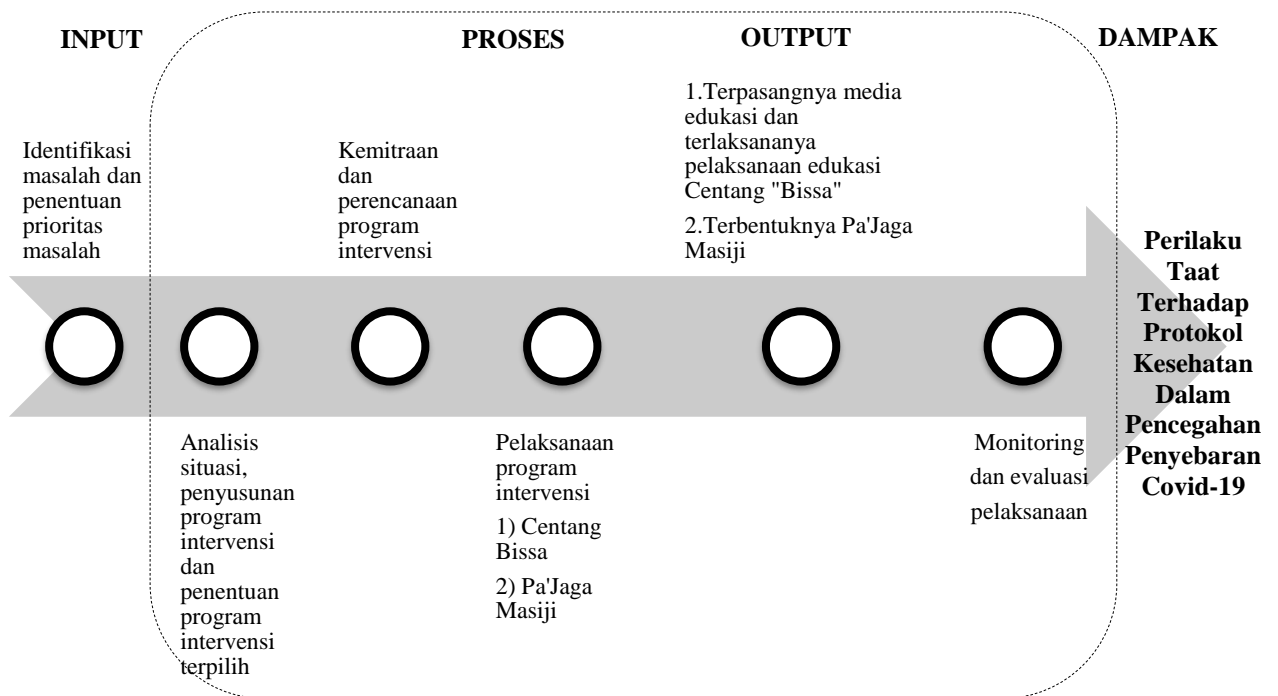 INPUT
PROSES
OUTPUT
DAMPAK
Identifikasi
masalah dan
penentuan
prioritas
masalah
Analisis
situasi,
penyusunan
program
intervensi
dan
penentuan
program
intervensi
terpilih
Kemitraan
dan
perencanaan
program
intervensi
Pelaksanaan
program
intervensi
1) Centang
Bissa
2) Pa'Jaga
Masiji
1.Terpasangnya media
edukasi dan
terlaksananya
pelaksanaan edukasi
Centang "Bissa"
2.Terbentuknya Pa'Jaga
Masiji
Monitoring
dan evaluasi
pelaksanaan
Perilaku
Taat
Terhadap
Protokol
Kesehatan
Dalam
Pencegahan
Penyebaran
Covid-19